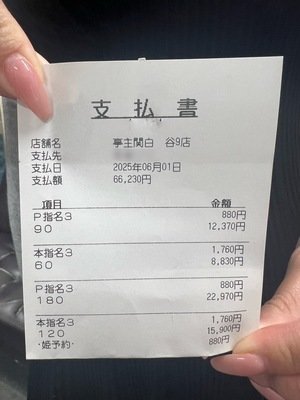 支払書
店舗名 亭主関白 谷9店
支払先
支払日 2025年06月01日
支払額 66,230円
項目 金額
P指名3 880円
90 12,370円
本指名3 1,760円
60 8,830円
P指名3 880円
180 22,970円
本指名3 1,760円
120 15,900円
・姫予約・ 880円